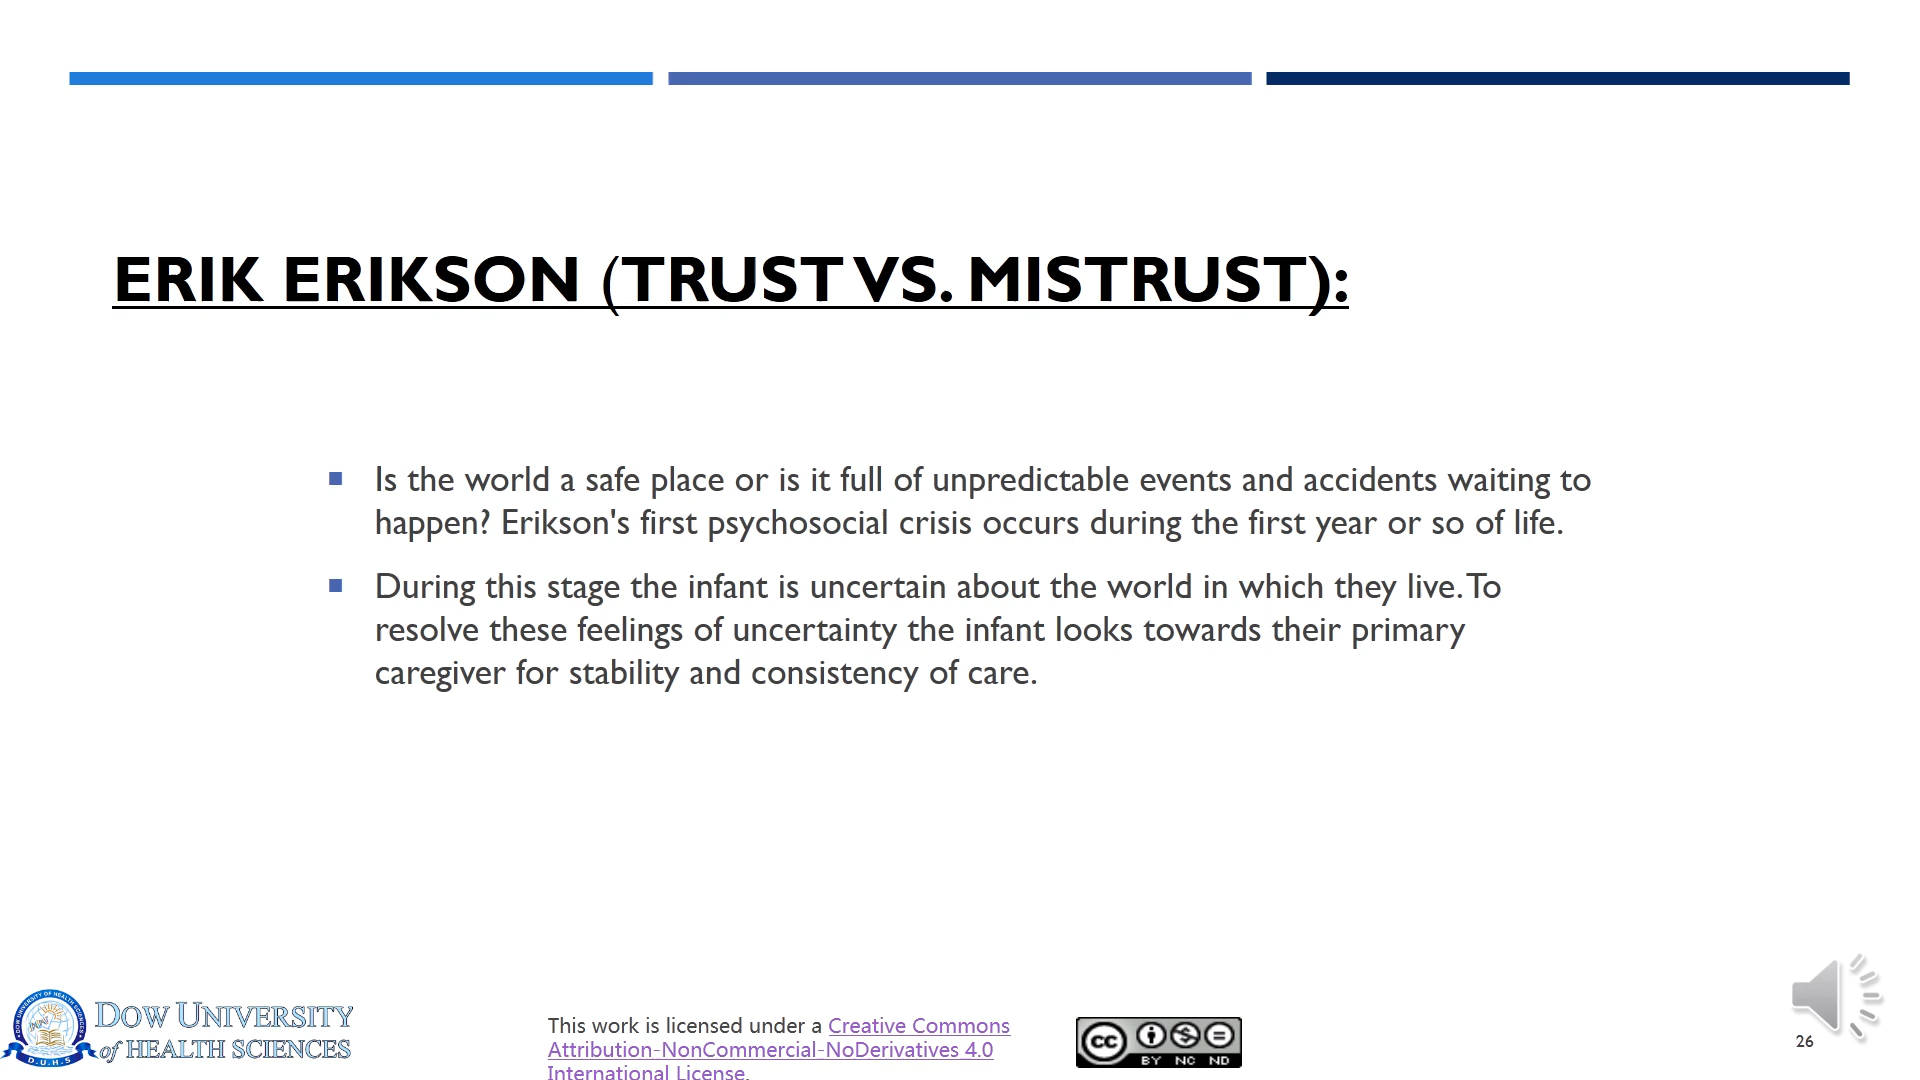 ERIK ERIKSON (TRUST VS. MISTRUST):
Is the world a safe place or is it full of unpredictable events and accidents waiting to
happen? Erikson's first psychosocial crisis occurs during the first year or so of life.
During this stage the infant is uncertain about the world in which they live. To
resolve these feelings of uncertainty the infant looks towards their primary
caregiver for stability and consistency of care.
DOW UNIVERSITY
of HEALTH SCIENCES
D.U.H.S
This work is licensed under a Creative Commons
Attribution-NonCommercial-NoDerivatives 4.0
International License.
cc
BY NC ND
26